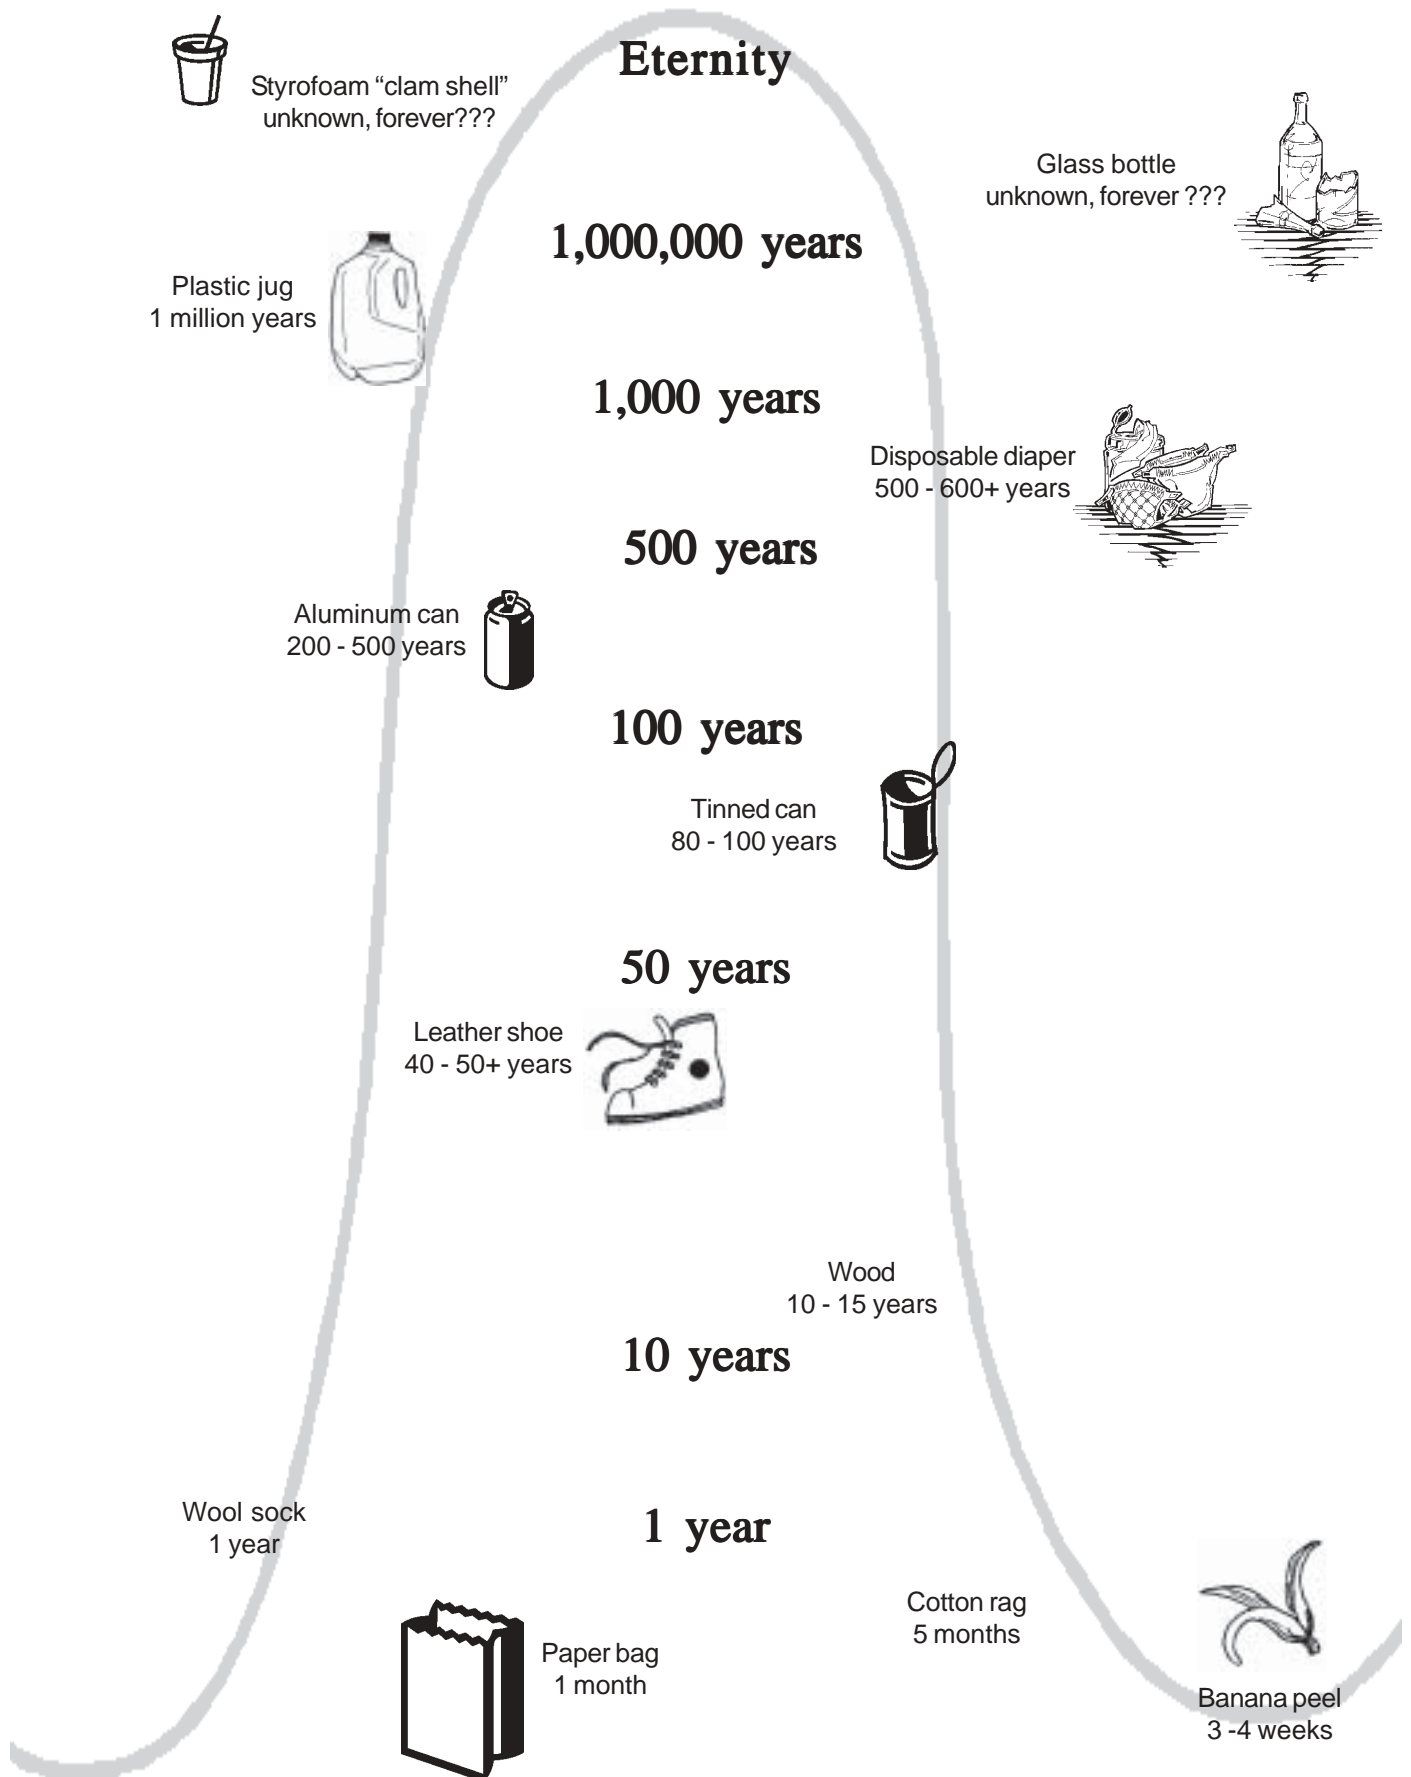 Eternity
Styrofoam “clam shell”
unknown, forever???
Glass bottle
unknown, forever ???
1,000,000 years
Plastic jug
1 million years
1,000 years
Disposable diaper
500 - 600+ years
500 years
Aluminum can
200 - 500 years
100 years
Tinned can
80 - 100 years
50 years
Leather shoe
40 - 50+ years
Wood
10 - 15 years
10 years
Wool sock
1 year
1 year
Cotton rag
5 months
Paper bag
1 month
Banana peel
3 -4 weeks